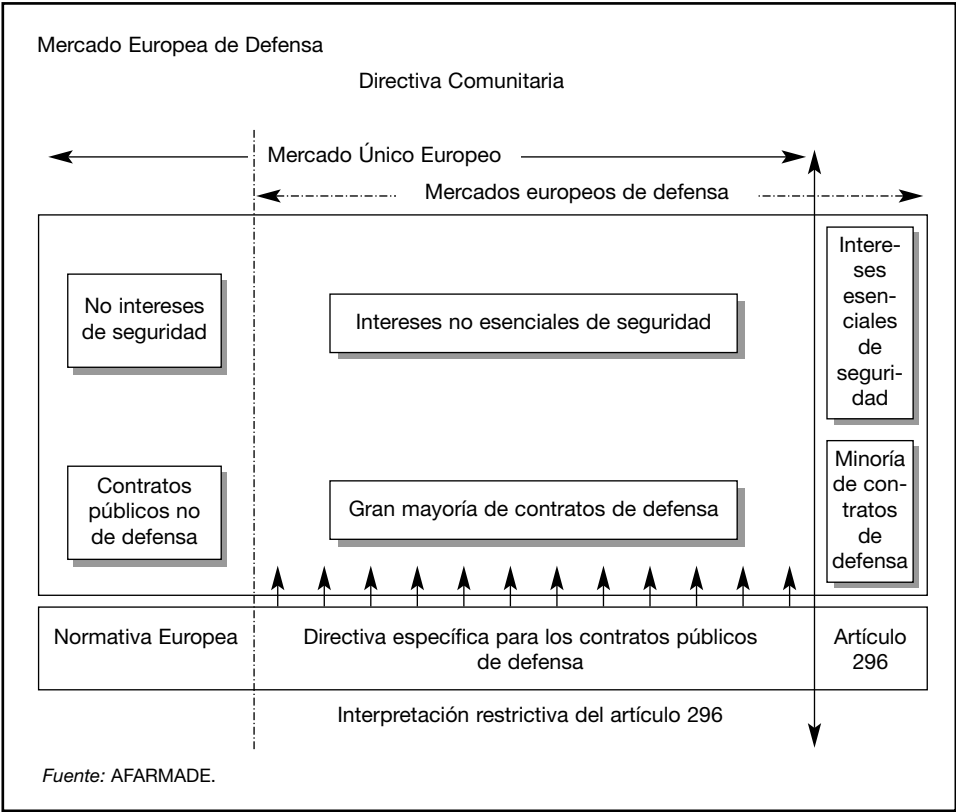 Mercado Europea de Defensa
Directiva Comunitaria
Mercado Único Europeo
Mercados europeos de defensa
No intereses
de seguridad
Intereses no esenciales de seguridad
Intere-
ses
esen-
ciales
de
seguri-
dad
Contratos
públicos no
de defensa
Gran mayoría de contratos de defensa
Minoría
de con-
tratos
de
defensa
Normativa Europea
Directiva específica para los contratos públicos
de defensa
Artículo
296
Interpretación restrictiva del artículo 296
Fuente: AFARMADE.